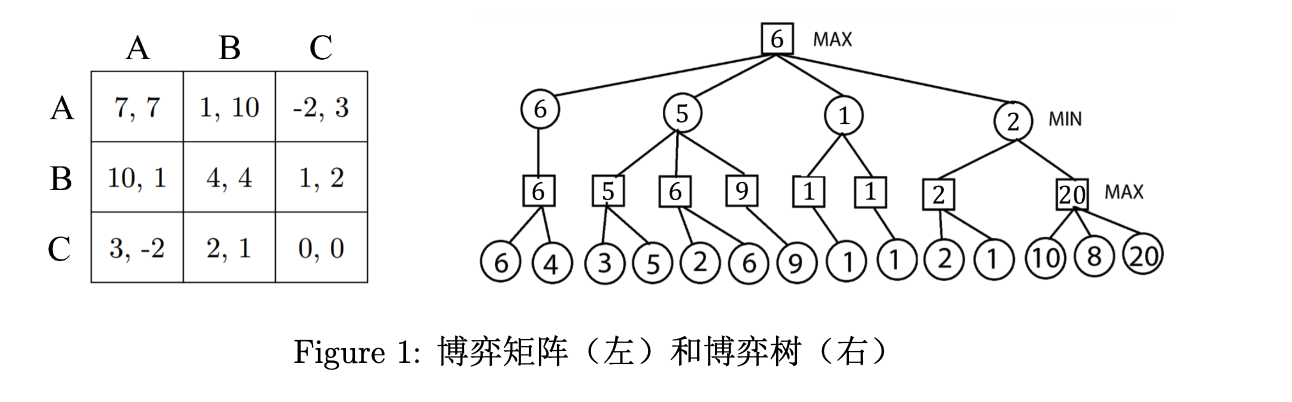 A B C
A 7, 7 1, 10 -2, 3
B 10, 1 4, 4 1, 2
C 3, -2 2, 1 0, 0
6 MAX
6 5 1 2 MIN
6 5 6 9 1 1 2 20 MAX
6 4 3 5 2 6 9 1 1 2 1 10 8 20
Figure 1: 博弈矩阵（左）和博弈树（右）